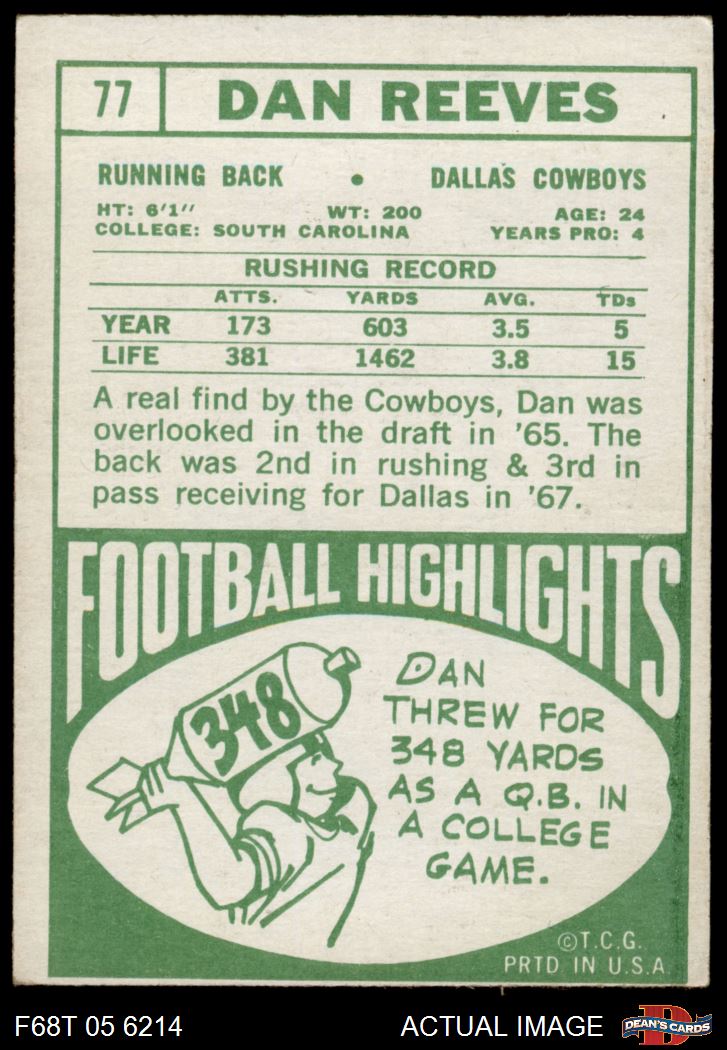 77 DAN REEVES
RUNNING BACK • DALLAS COWBOYS
HT: 6'1" WT: 200 AGE: 24
COLLEGE: SOUTH CAROLINA YEARS PRO: 4
RUSHING RECORD
ATTS. YARDS AVG. TDs
YEAR 173 603 3.5 5
LIFE 381 1462 3.8 15
A real find by the Cowboys, Dan was
overlooked in the draft in '65. The
back was 2nd in rushing & 3rd in
pass receiving for Dallas in '67.
FOOTBALL HIGHLIGHTS
348
DAN
THREW FOR
348 YARDS
AS A Q.B. IN
A COLLEGE
GAME.
©T.C.G.
PRTD. IN U.S.A.
F68T 05 6214 ACTUAL IMAGE
D
DEAN'S CARDS